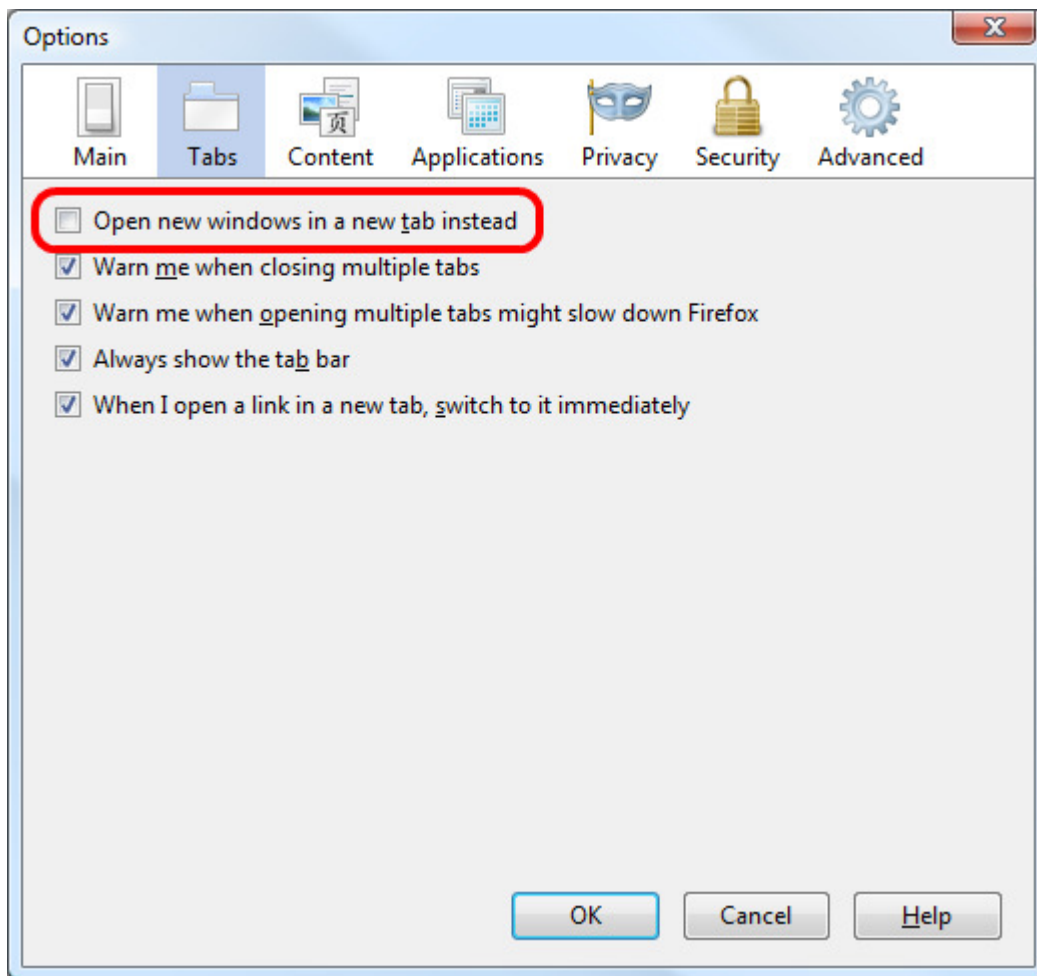 Options
Main Tabs Content Applications Privacy Security Advanced
页
Open new windows in a new tab instead
Warn me when closing multiple tabs
Warn me when opening multiple tabs might slow down Firefox
Always show the tab bar
When I open a link in a new tab, switch to it immediately
OK Cancel Help